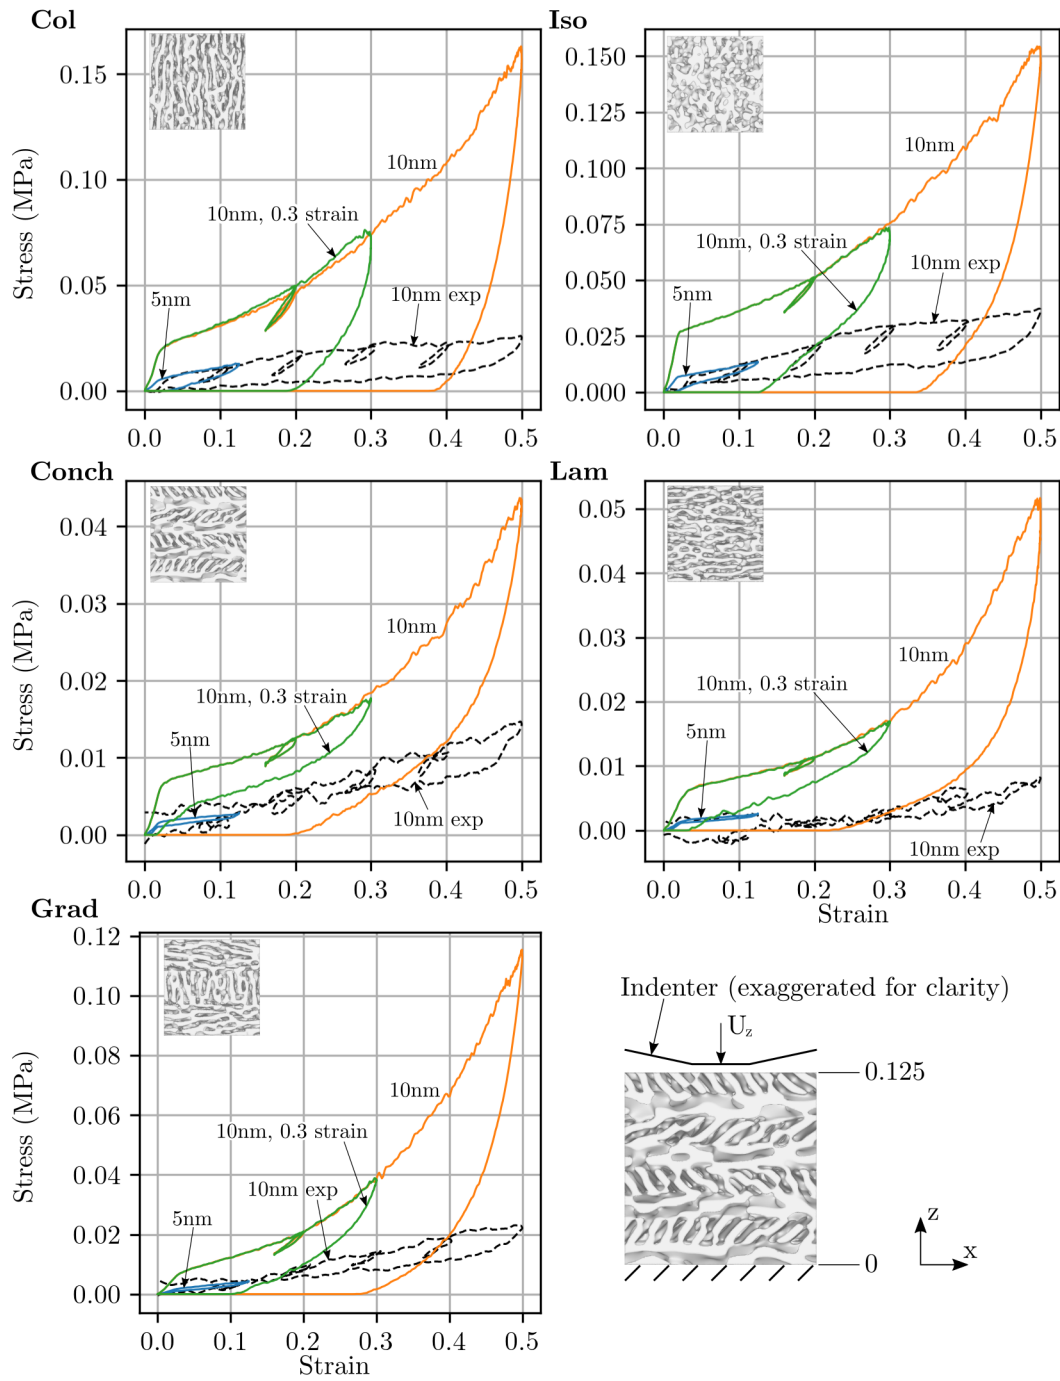 Col
Iso
0.15
0.10
0.05
0.00
Stress (MPa)
10nm
10nm, 0.3 strain
5nm
10nm exp
0.0 0.1 0.2 0.3 0.4 0.5
0.150
0.125
0.100
0.075
0.050
0.025
0.000
10nm
10nm, 0.3 strain
10nm exp
5nm
0.0 0.1 0.2 0.3 0.4 0.5
Conch
Lam
0.04
0.03
0.02
0.01
0.00
Stress (MPa)
10nm
10nm, 0.3 strain
5nm
10nm exp
0.0 0.1 0.2 0.3 0.4 0.5
0.05
0.04
0.03
0.02
0.01
0.00
10nm
10nm, 0.3 strain
5nm
10nm exp
0.0 0.1 0.2 0.3 0.4 0.5
Strain
Grad
0.12
0.10
0.08
0.06
0.04
0.02
0.00
Stress (MPa)
10nm
10nm, 0.3 strain
10nm exp
5nm
0.0 0.1 0.2 0.3 0.4 0.5
Strain
Indenter (exaggerated for clarity)
U_z
0.125
z
x
0